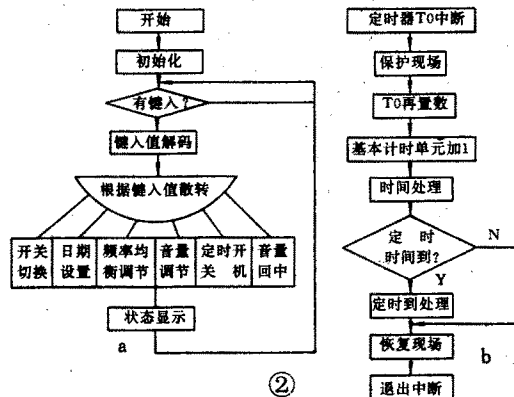 开始
初始化
有键入?
键入值解码
根据键入值散转
开关切换
日期设置
频率均衡调节
音量调节
定时开关机
音量回中
状态显示
a
定时器T0中断
保护现场
T0再置数
基本计时单元加1
时间处理
定时
时间到?
N
Y
定时到处理
恢复现场
b
退出中断
②